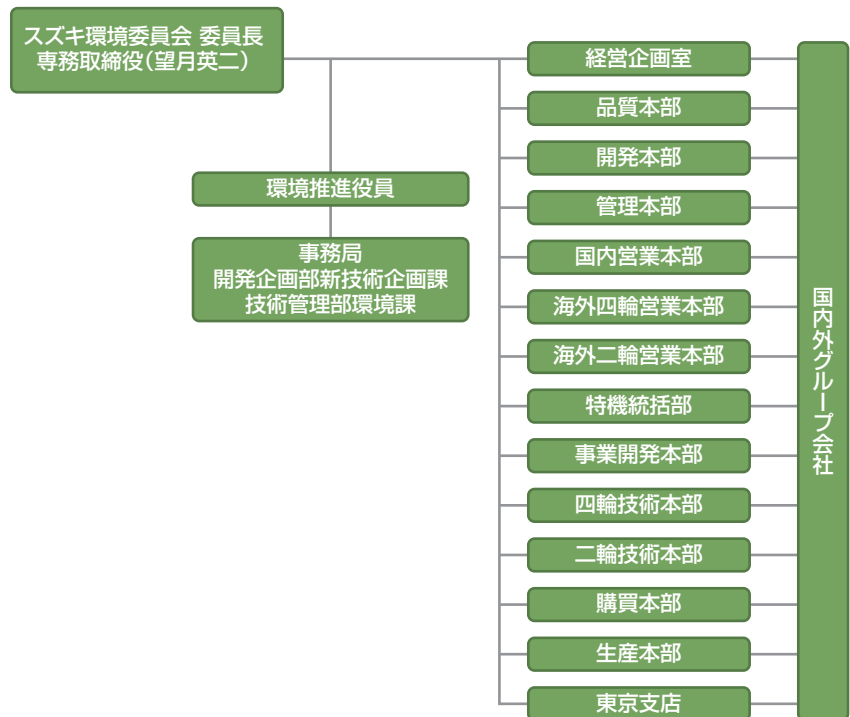 スズキ環境委員会 委員長
専務取締役(望月英二)
環境推進役員
事務局
開発企画部新技術企画課
技術管理部環境課
経営企画室
品質本部
開発本部
管理本部
国内営業本部
海外四輪営業本部
海外二輪営業本部
特機統括部
事業開発本部
四輪技術本部
二輪技術本部
購買本部
生産本部
東京支店
国内外グループ会社